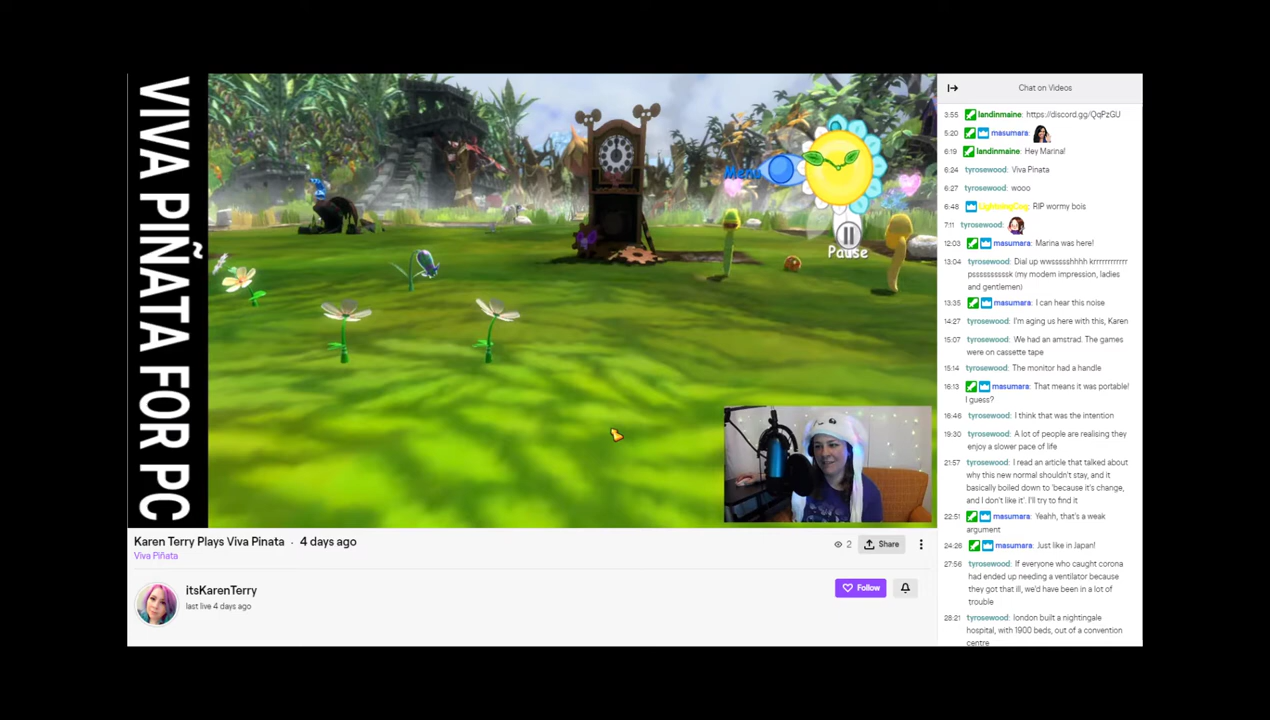 VIVA PIÑATA FOR PC
Menu
Pause
Karen Terry Plays Viva Pinata · 4 days ago
Viva Piñata
2
Share
itsKarenTerry
last live 4 days ago
Follow
Chat on Videos
3:55 landinmaine: https://discord.gg/QqPzGU
5:20 masumara:
6:19 landinmaine: Hey Marina!
6:24 tyrosewood: Viva Pinata
6:27 tyrosewood: wooo
6:48 LightningCog: RIP wormy bois
7:11 tyrosewood:
12:03 masumara: Marina was here!
13:04 tyrosewood: Dial up wwsssshhhh krrrrrrrrrrrr
psssssssssk (my modem impression, ladies
and gentlemen)
13:35 masumara: I can hear this noise
14:27 tyrosewood: I'm aging us here with this, Karen
15:07 tyrosewood: We had an amstrad. The games
were on cassette tape
15:14 tyrosewood: The monitor had a handle
16:13 masumara: That means it was portable!
I guess?
16:46 tyrosewood: I think that was the intention
19:30 tyrosewood: A lot of people are realising they
enjoy a slower pace of life
21:57 tyrosewood: I read an article that talked about
why this new normal shouldn't stay, and it
basically boiled down to 'because it's change,
and I don't like it'. I'll try to find it
22:51 masumara: Yeahh, that's a weak
argument
24:26 masumara: Just like in Japan!
27:56 tyrosewood: If everyone who caught corona
had ended up needing a ventilator because
they got that ill, we'd have been in a lot of
trouble
28:21 tyrosewood: london built a nightingale
hospital, with 1900 beds, out of a convention
centre